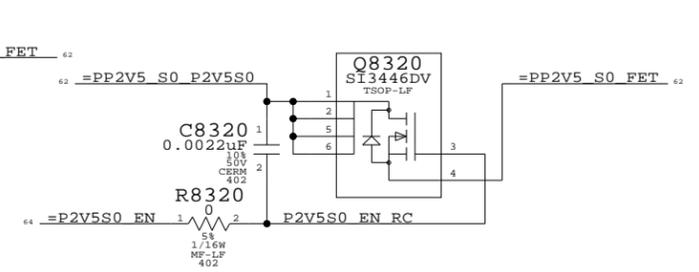 FET 62
62 =PP2V5_S0_P2V5S0
Q8320
SI3446DV
TSOP-LF
=PP2V5_S0_FET 62
1
2
5
6
3
4
C8320 1
0.0022uF
10%
50V
CERM
402
2
R8320
0
64 =P2V5S0_EN 1 2 P2V5S0_EN_RC
5%
1/16W
MF-LF
402